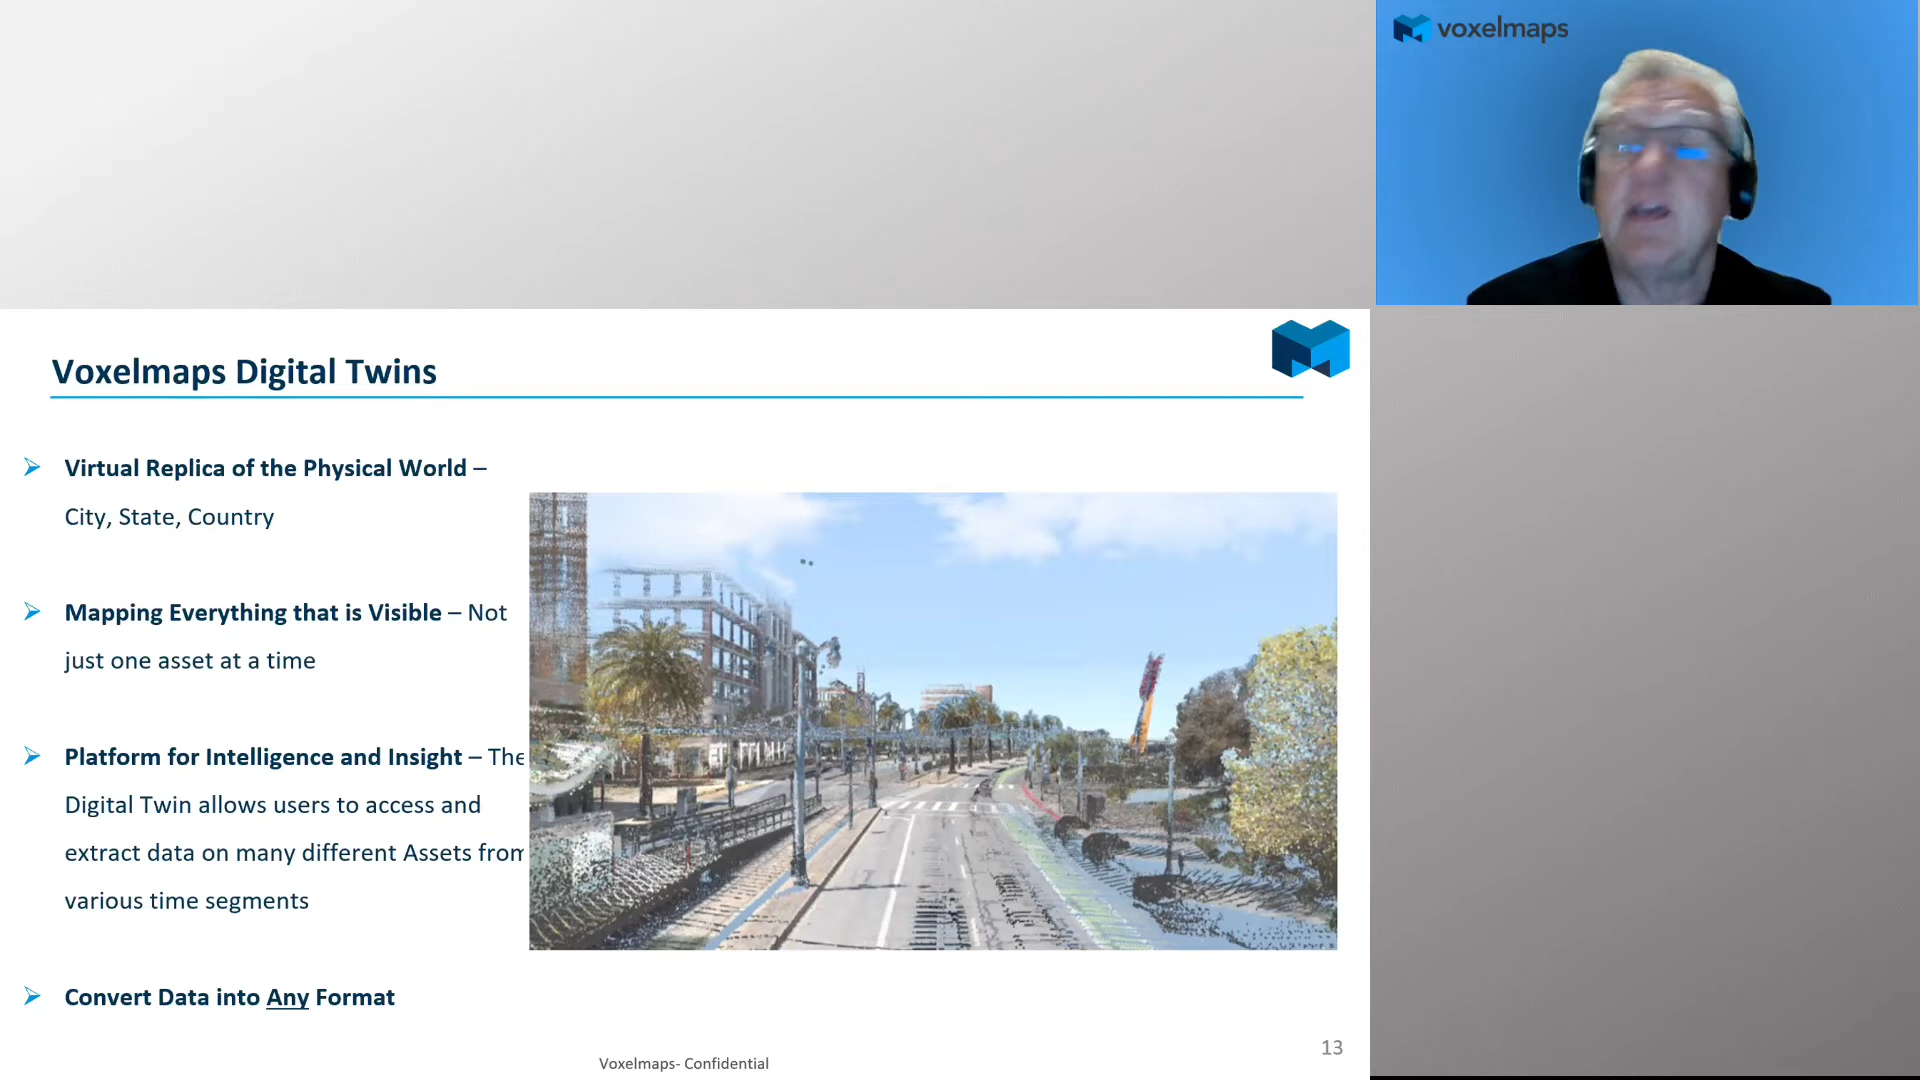 voxelmaps
Voxelmaps Digital Twins
Virtual Replica of the Physical World –
City, State, Country
Mapping Everything that is Visible – Not
just one asset at a time
Platform for Intelligence and Insight – The
Digital Twin allows users to access and
extract data on many different Assets from
various time segments
Convert Data into Any Format
Voxelmaps- Confidential
13